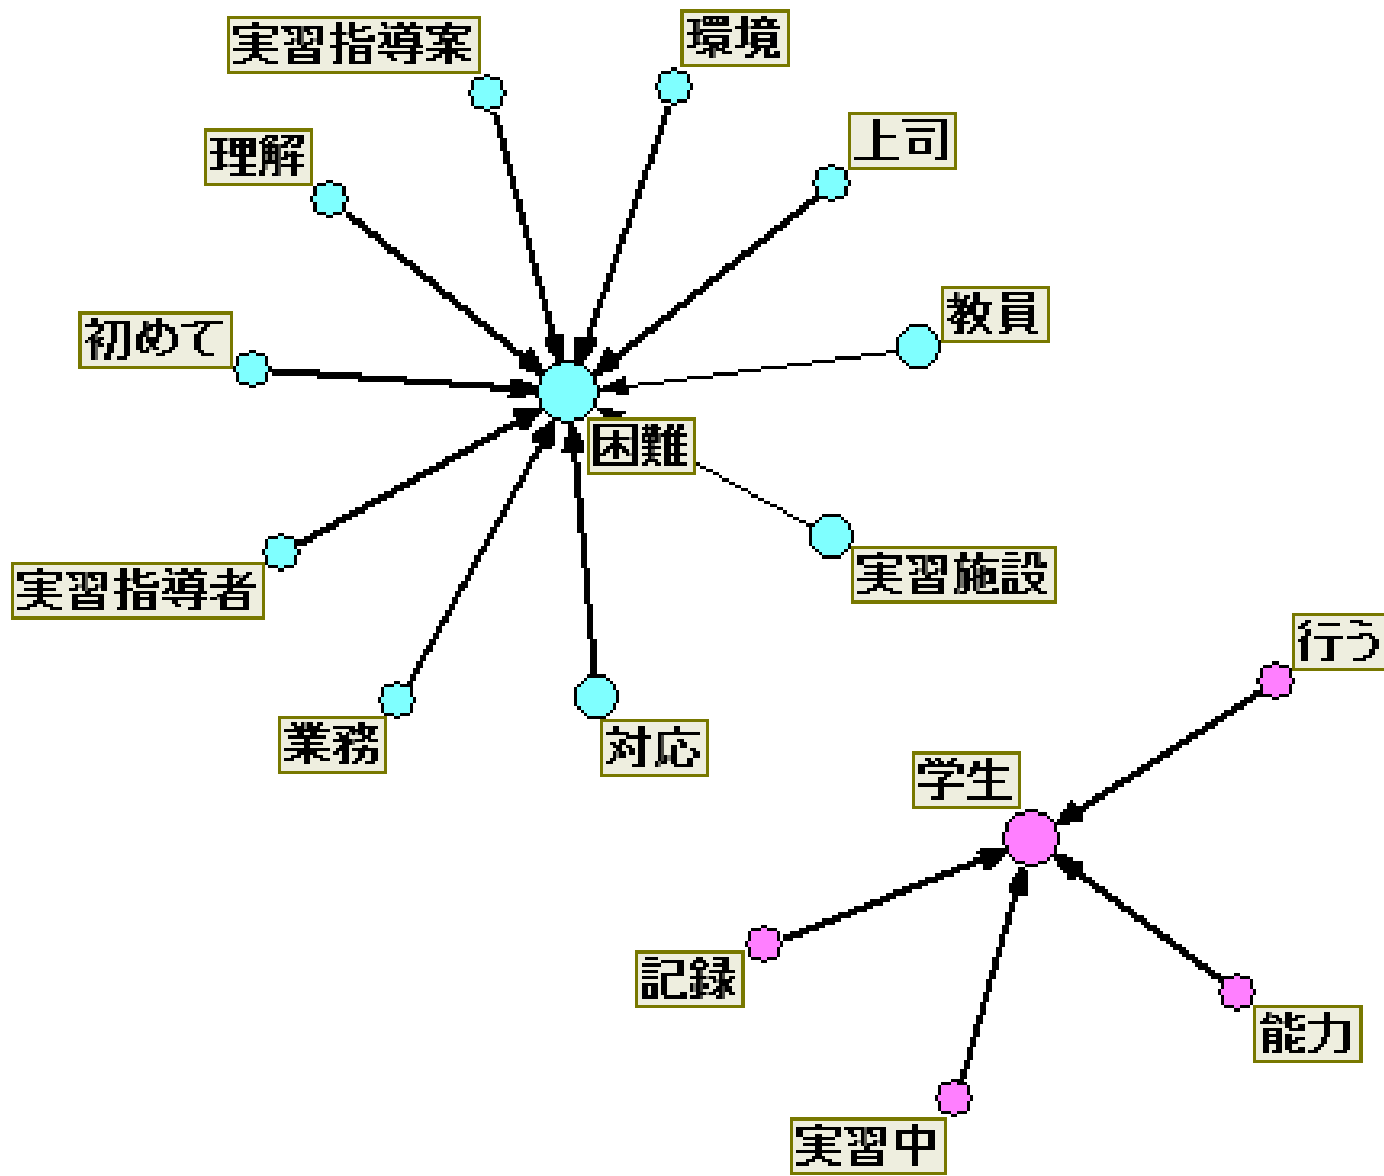 実習指導案
環境
上司
理解
教員
初めて
困難
実習施設
実習指導者
業務
対応
行う
学生
記録
能力
実習中